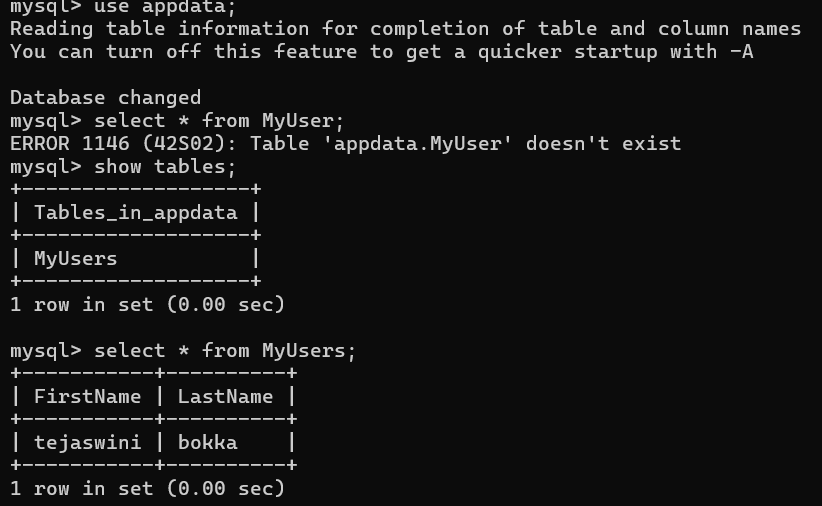 mysql> use appdata;
Reading table information for completion of table and column names
You can turn off this feature to get a quicker startup with -A
Database changed
mysql> select * from MyUser;
ERROR 1146 (42S02): Table 'appdata.MyUser' doesn't exist
mysql> show tables;
+-------------------+
| Tables_in_appdata |
+-------------------+
| MyUsers           |
+-------------------+
1 row in set (0.00 sec)
mysql> select * from MyUsers;
+-----------+----------+
| FirstName | LastName |
+-----------+----------+
| tejaswini | bokka    |
+-----------+----------+
1 row in set (0.00 sec)